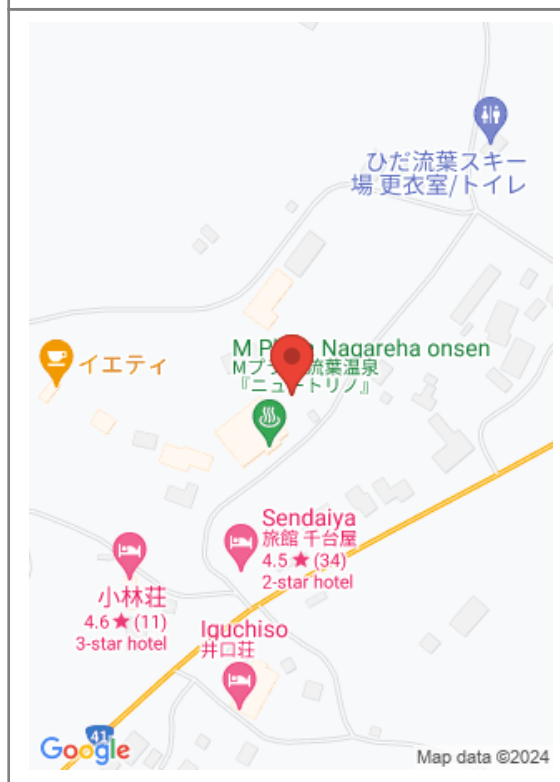 ひだ流葉スキー
場 更衣室/トイレ
M P Nagareha onsen
Mプラ 流葉温泉
『ニュートリノ』
イエティ
Sendaiya
旅館 千台屋
4.5 ★ (34)
2-star hotel
小林荘
4.6 ★ (11)
3-star hotel
Iguchiso
井口荘
41
Google
Map data ©2024